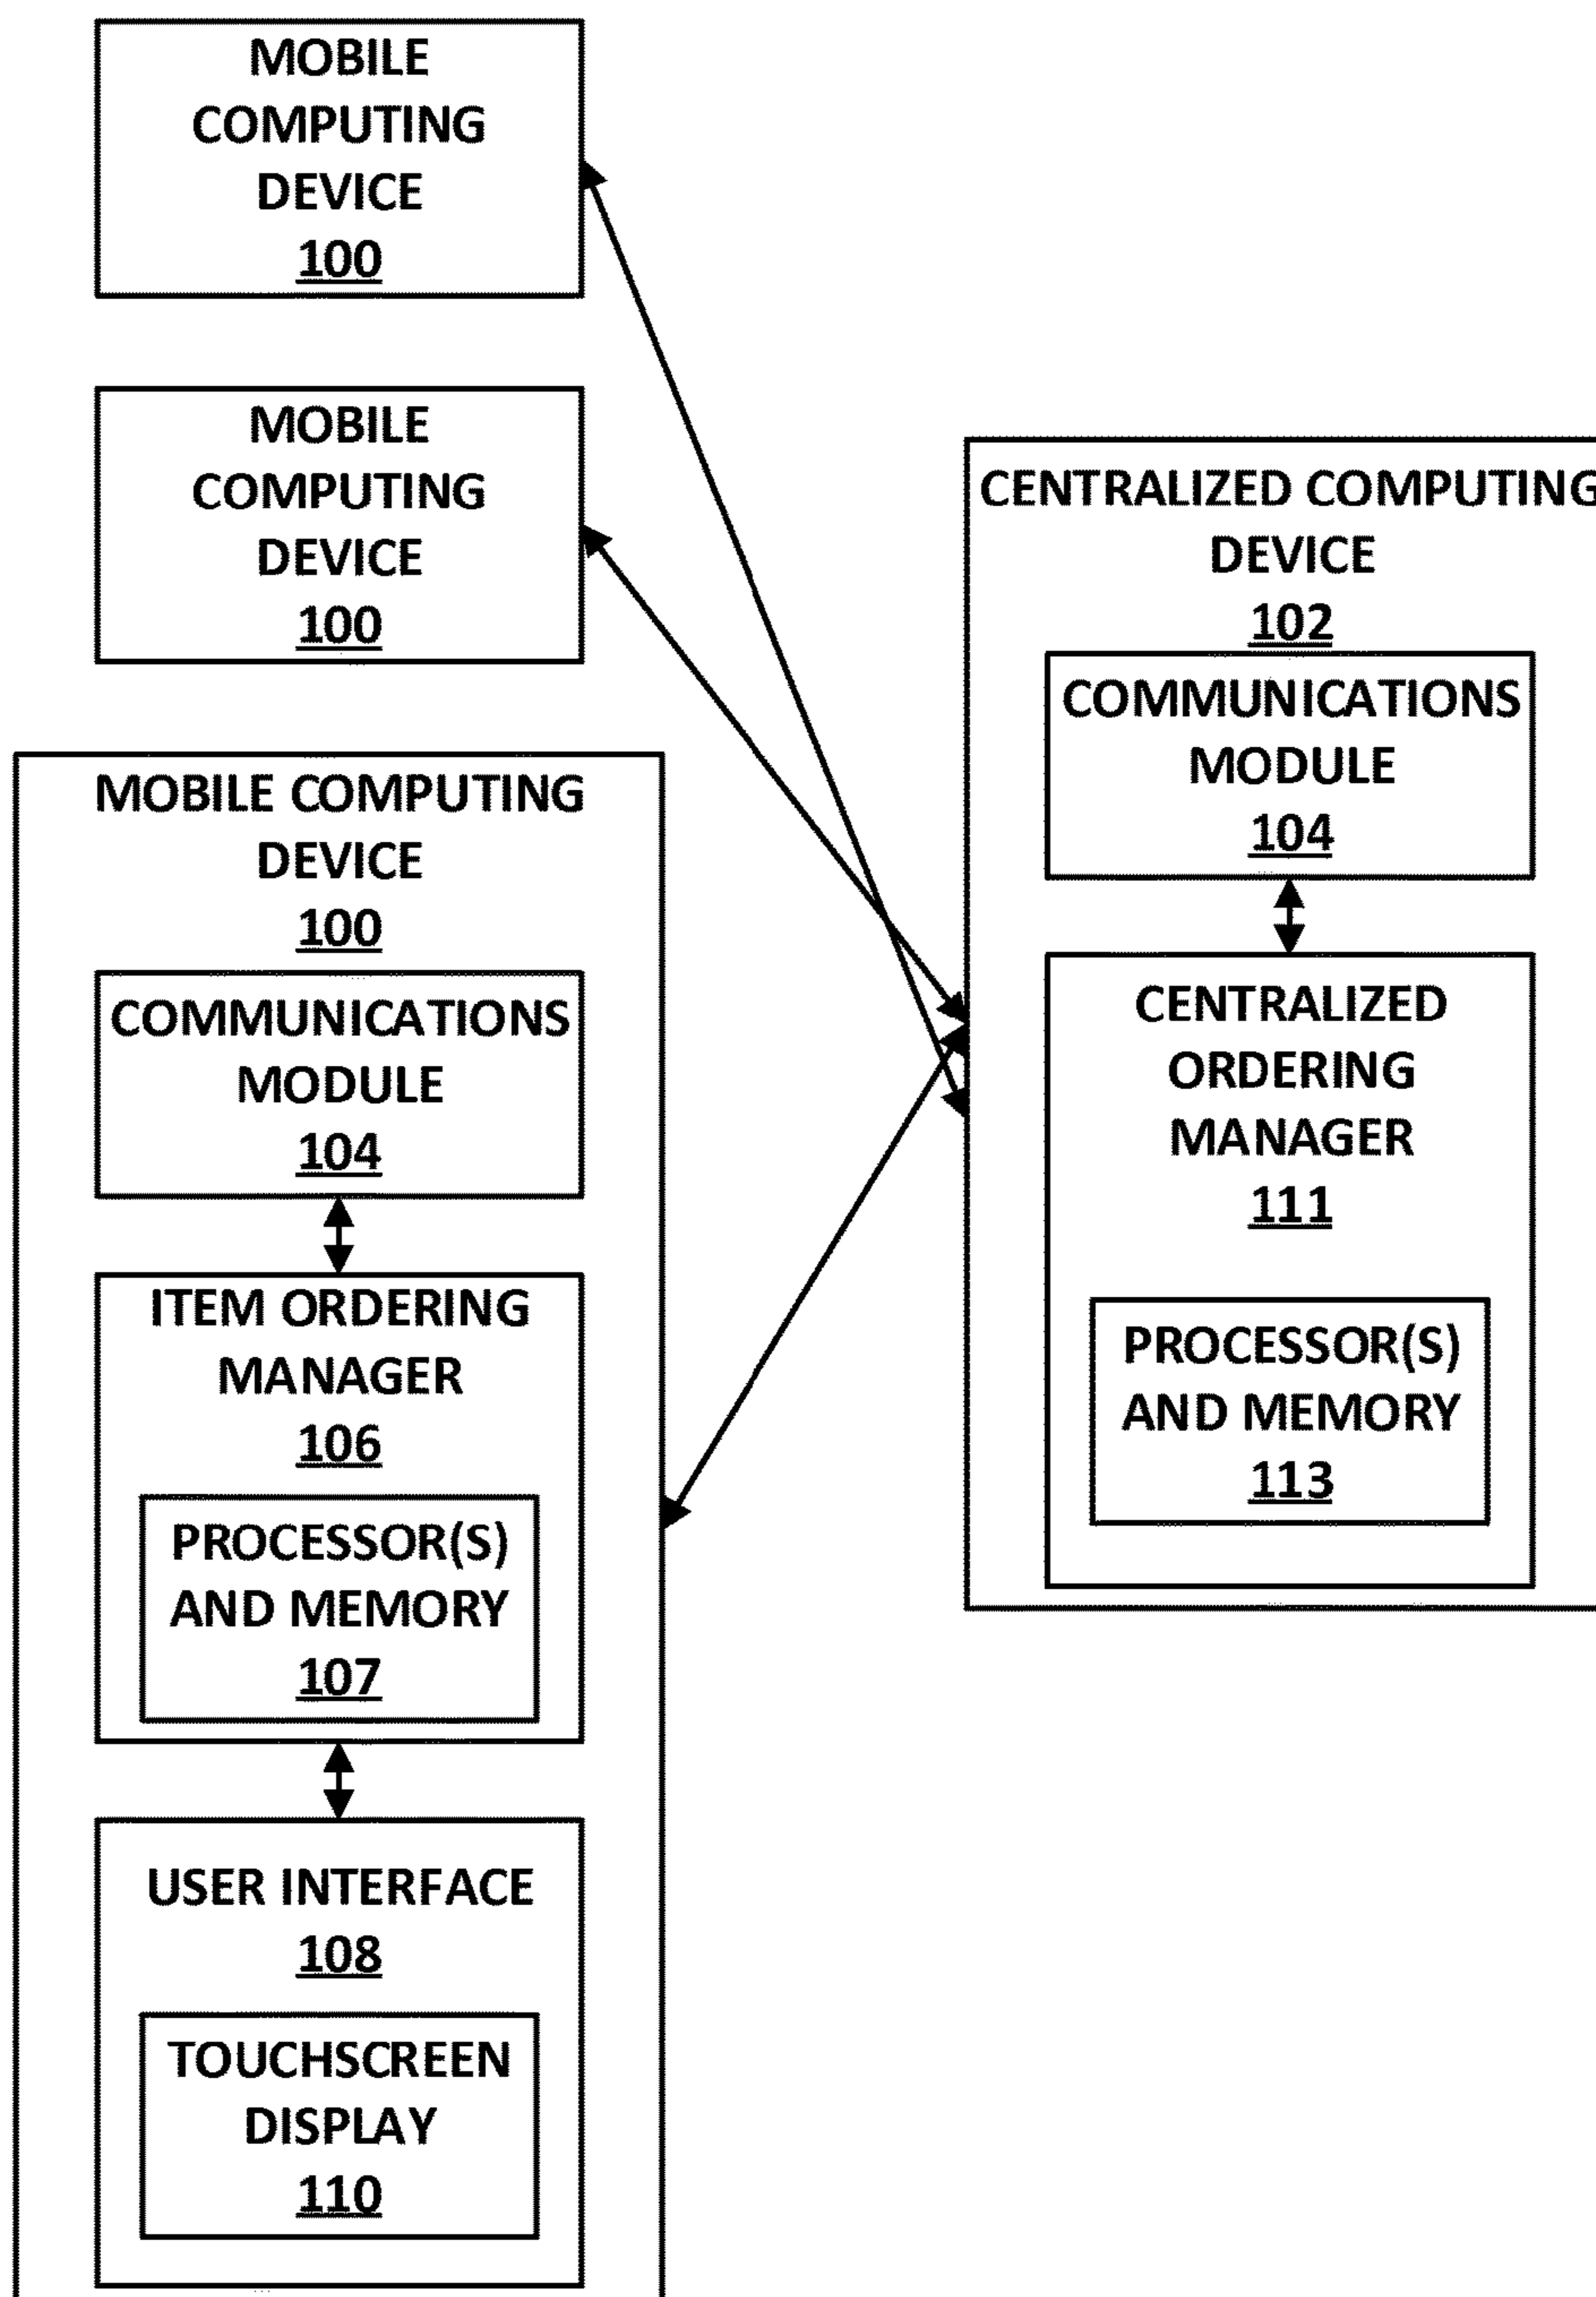 MOBILE
COMPUTING
DEVICE
100
MOBILE
COMPUTING
DEVICE
100
MOBILE COMPUTING
DEVICE
100
COMMUNICATIONS
MODULE
104
ITEM ORDERING
MANAGER
106
PROCESSOR(S)
AND MEMORY
107
USER INTERFACE
108
TOUCHSCREEN
DISPLAY
110
CENTRALIZED COMPUTING
DEVICE
102
COMMUNICATIONS
MODULE
104
CENTRALIZED
ORDERING
MANAGER
111
PROCESSOR(S)
AND MEMORY
113